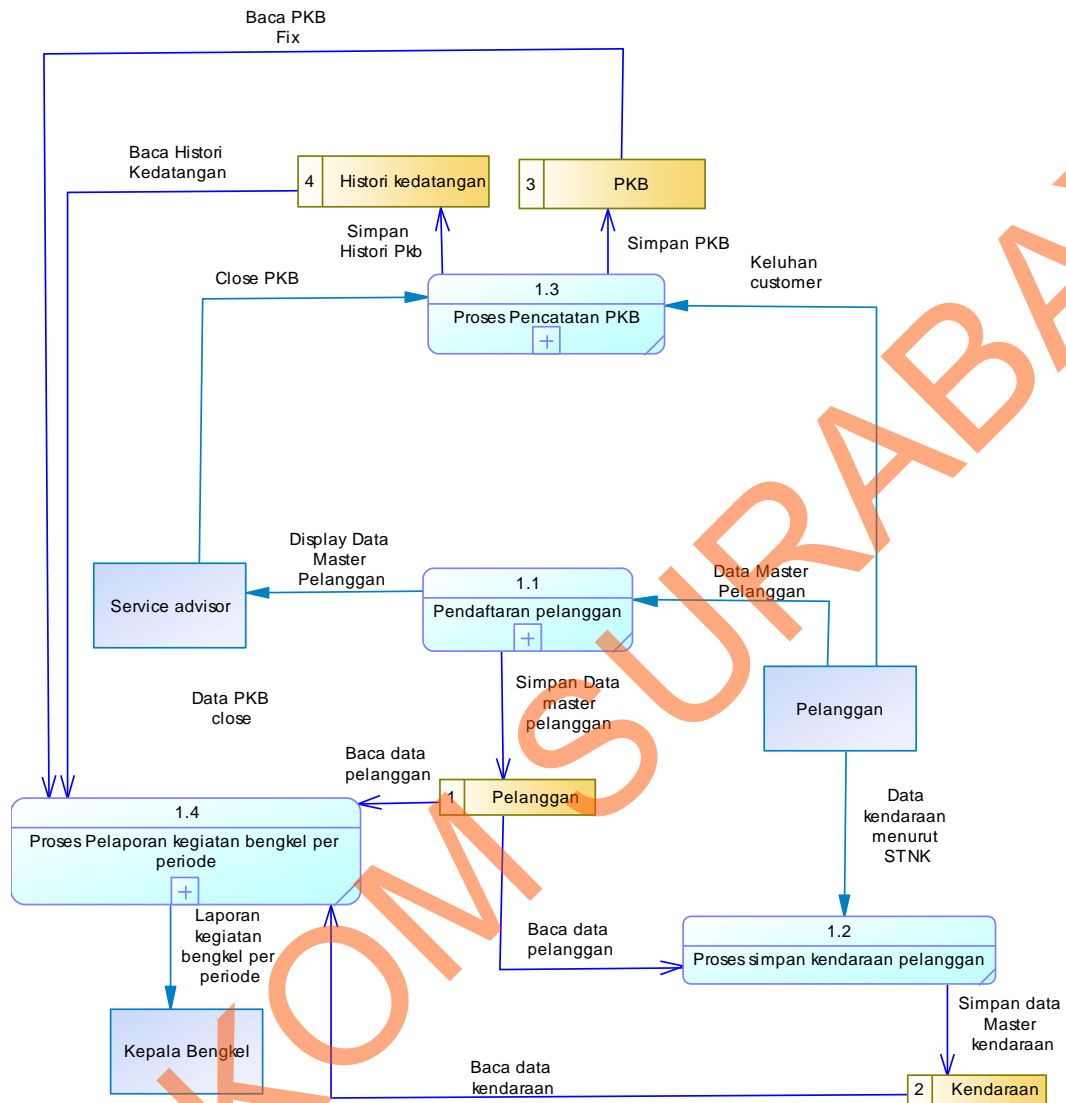 Baca PKB
Fix
Baca Histori
Kedatangan
4
Histori kedatangan
3
PKB
Simpan
Histori Pkb
Simpan PKB
Keluhan
customer
Close PKB
1.3
Proses Pencatatan PKB
+
Display Data
Master
Pelanggan
1.1
Pendaftaran pelanggan
+
Data Master
Pelanggan
Service advisor
Simpan Data
master
pelanggan
Pelanggan
Data PKB
close
Baca data
pelanggan
1
Pelanggan
Data
kendaraan
menurut
STNK
1.4
Proses Pelaporan kegiatan bengkel per
periode
+
Laporan
kegiatan
bengkel per
periode
Baca data
pelanggan
1.2
Proses simpan kendaraan pelanggan
Kepala Bengkel
Simpan data
Master
kendaraan
Baca data
kendaraan
2
Kendaraan
KOM SURABA